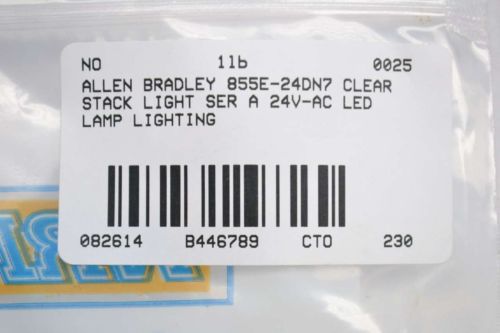 NO 1lb 0025
ALLEN BRADLEY 855E-24DN7 CLEAR
STACK LIGHT SER A 24V-AC LED
LAMP LIGHTING
082614 B446789 CTO 230